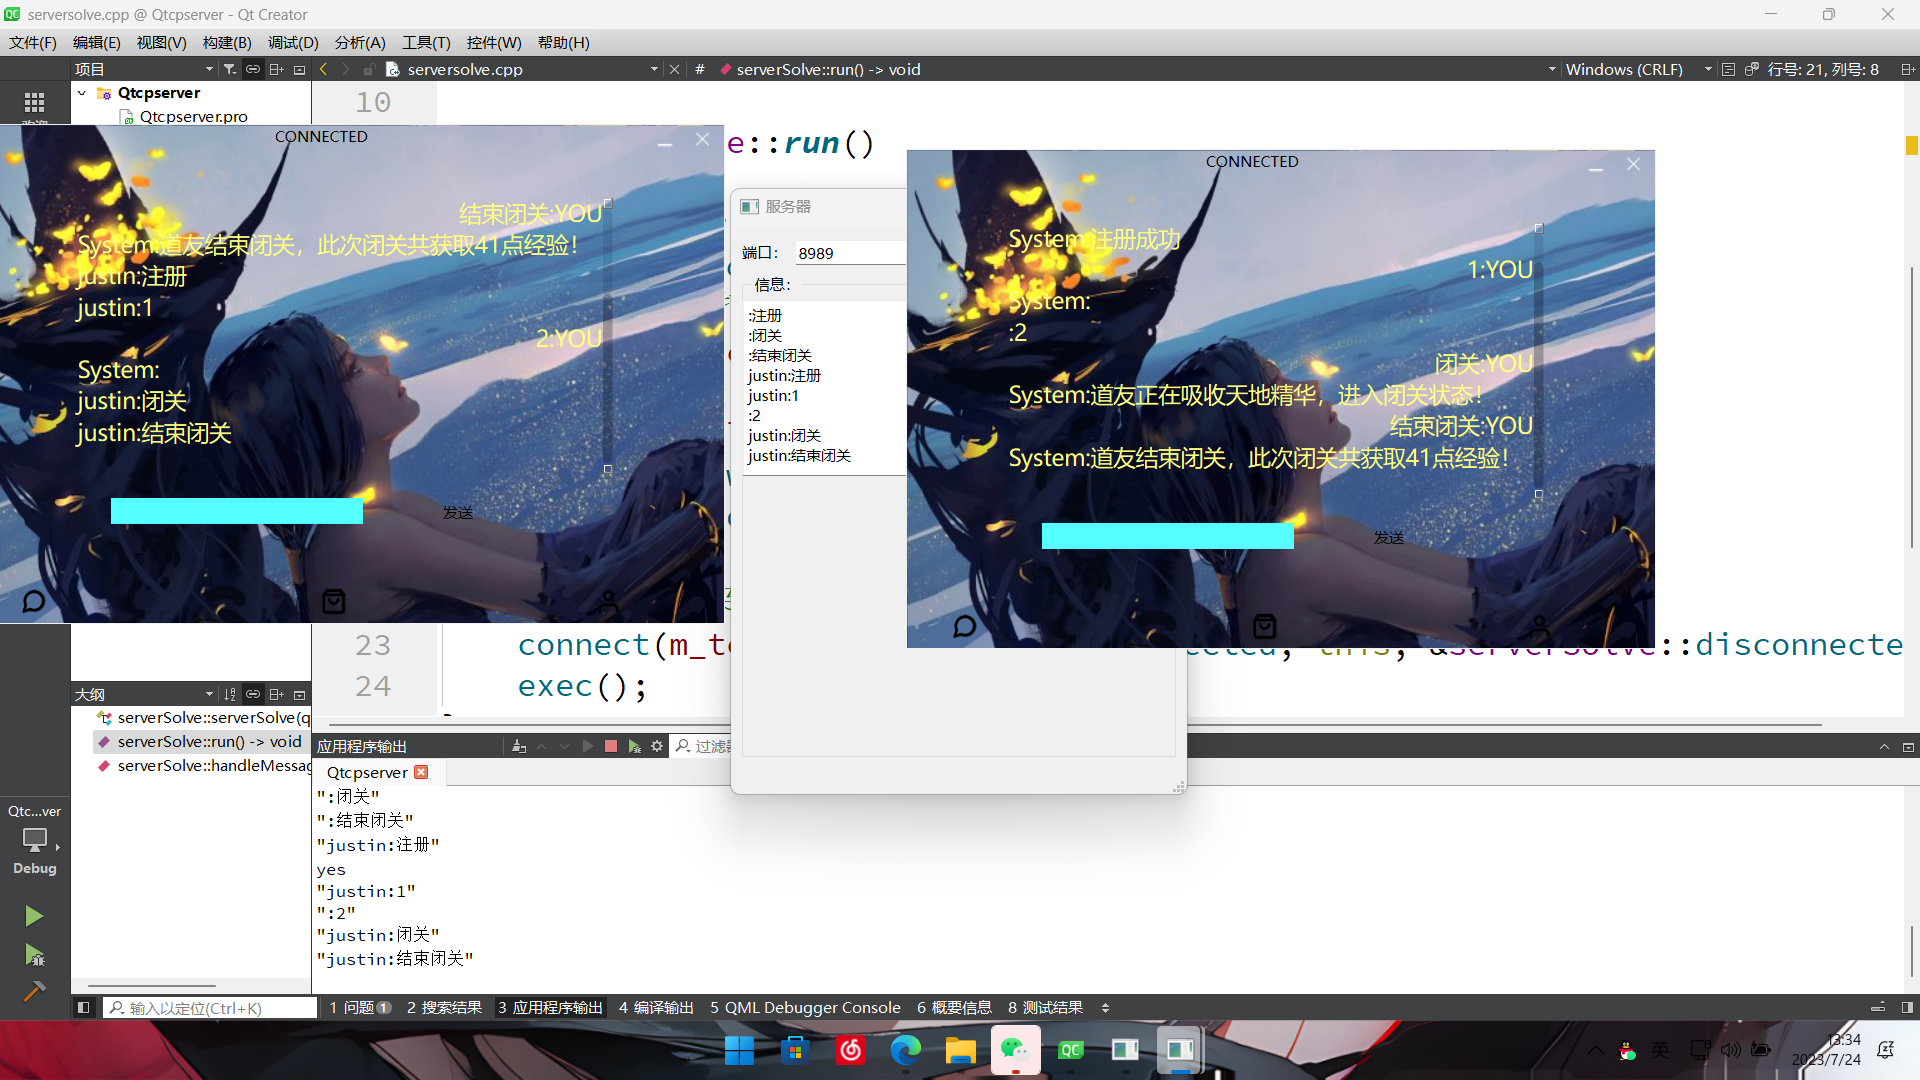 serversolve.cpp @ Qtcpserver - Qt Creator
文件(F) 编辑(E) 视图(V) 构建(B) 调试(D) 分析(A) 工具(T) 控件(W) 帮助(H)
项目
serversolve.cpp
# serverSolve::run() -> void
Windows (CRLF)
行号: 21, 列号: 8
Qtcpserver
Qtcpserver.pro
10
e::run()
CONNECTED
结束闭关:YOU
System:道友结束闭关，此次闭关共获取41点经验!
justin:注册
justin:1
2:YOU
System:
justin:闭关
justin:结束闭关
发送
服务器
端口:
8989
信息:
:注册
:闭关
:结束闭关
justin:注册
justin:1
:2
justin:闭关
justin:结束闭关
CONNECTED
System:注册成功
1:YOU
System:
:2
闭关:YOU
System:道友正在吸收天地精华，进入闭关状态!
结束闭关:YOU
System:道友结束闭关，此次闭关共获取41点经验!
发送
23
connect(m_t
::disconnecte
24
exec();
大纲
serverSolve::serverSolve(q
serverSolve::run() -> void
serverSolve::handleMessag
应用程序输出
过滤
Qtcpserver
":闭关"
":结束闭关"
"justin:注册"
yes
"justin:1"
":2"
"justin:闭关"
"justin:结束闭关"
Qtc...ver
Debug
输入以定位(Ctrl+K)
1 问题 1
2 搜索结果
3 应用程序输出
4 编译输出
5 QML Debugger Console
6 概要信息
8 测试结果
英
13:34
2023/7/24